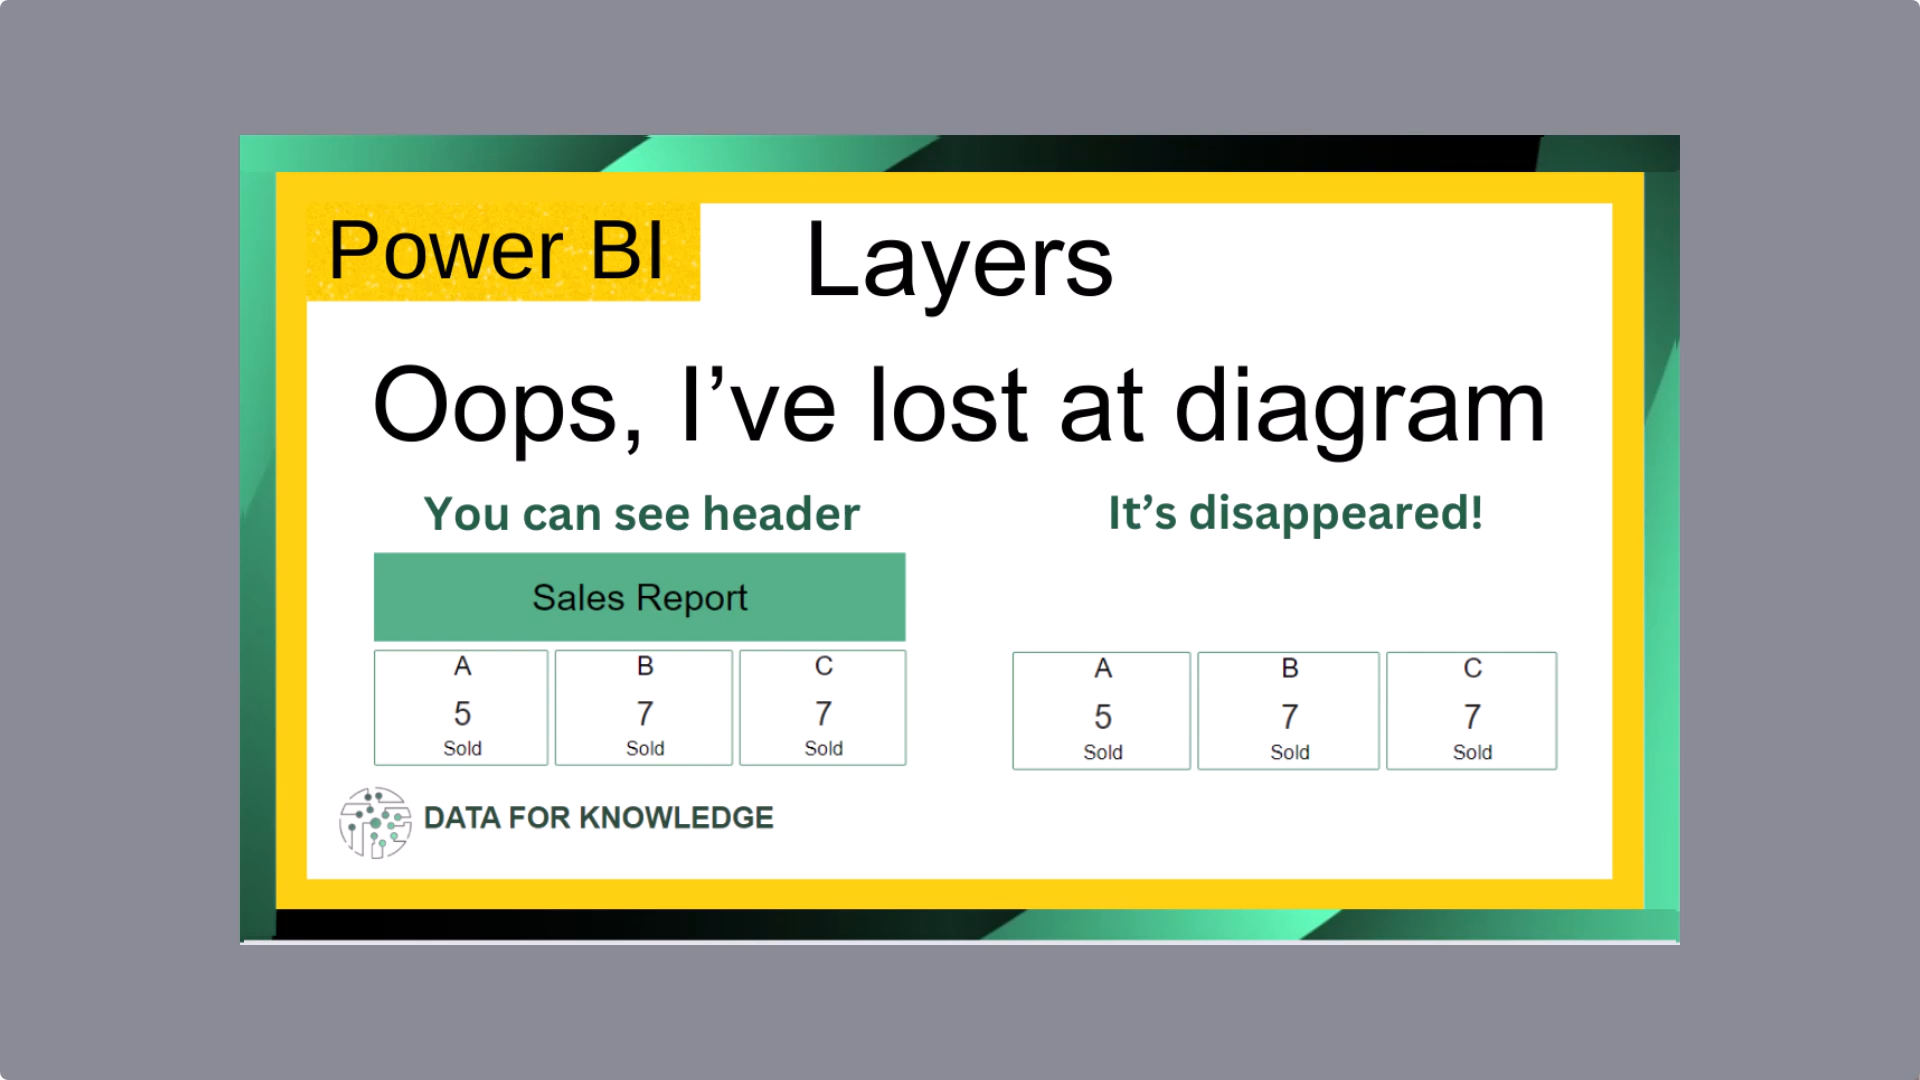 Power BI
Layers
Oops, I’ve lost at diagram
You can see header
It’s disappeared!
Sales Report
A
B
C
5
7
7
Sold
Sold
Sold
A
B
C
5
7
7
Sold
Sold
Sold
DATA FOR KNOWLEDGE